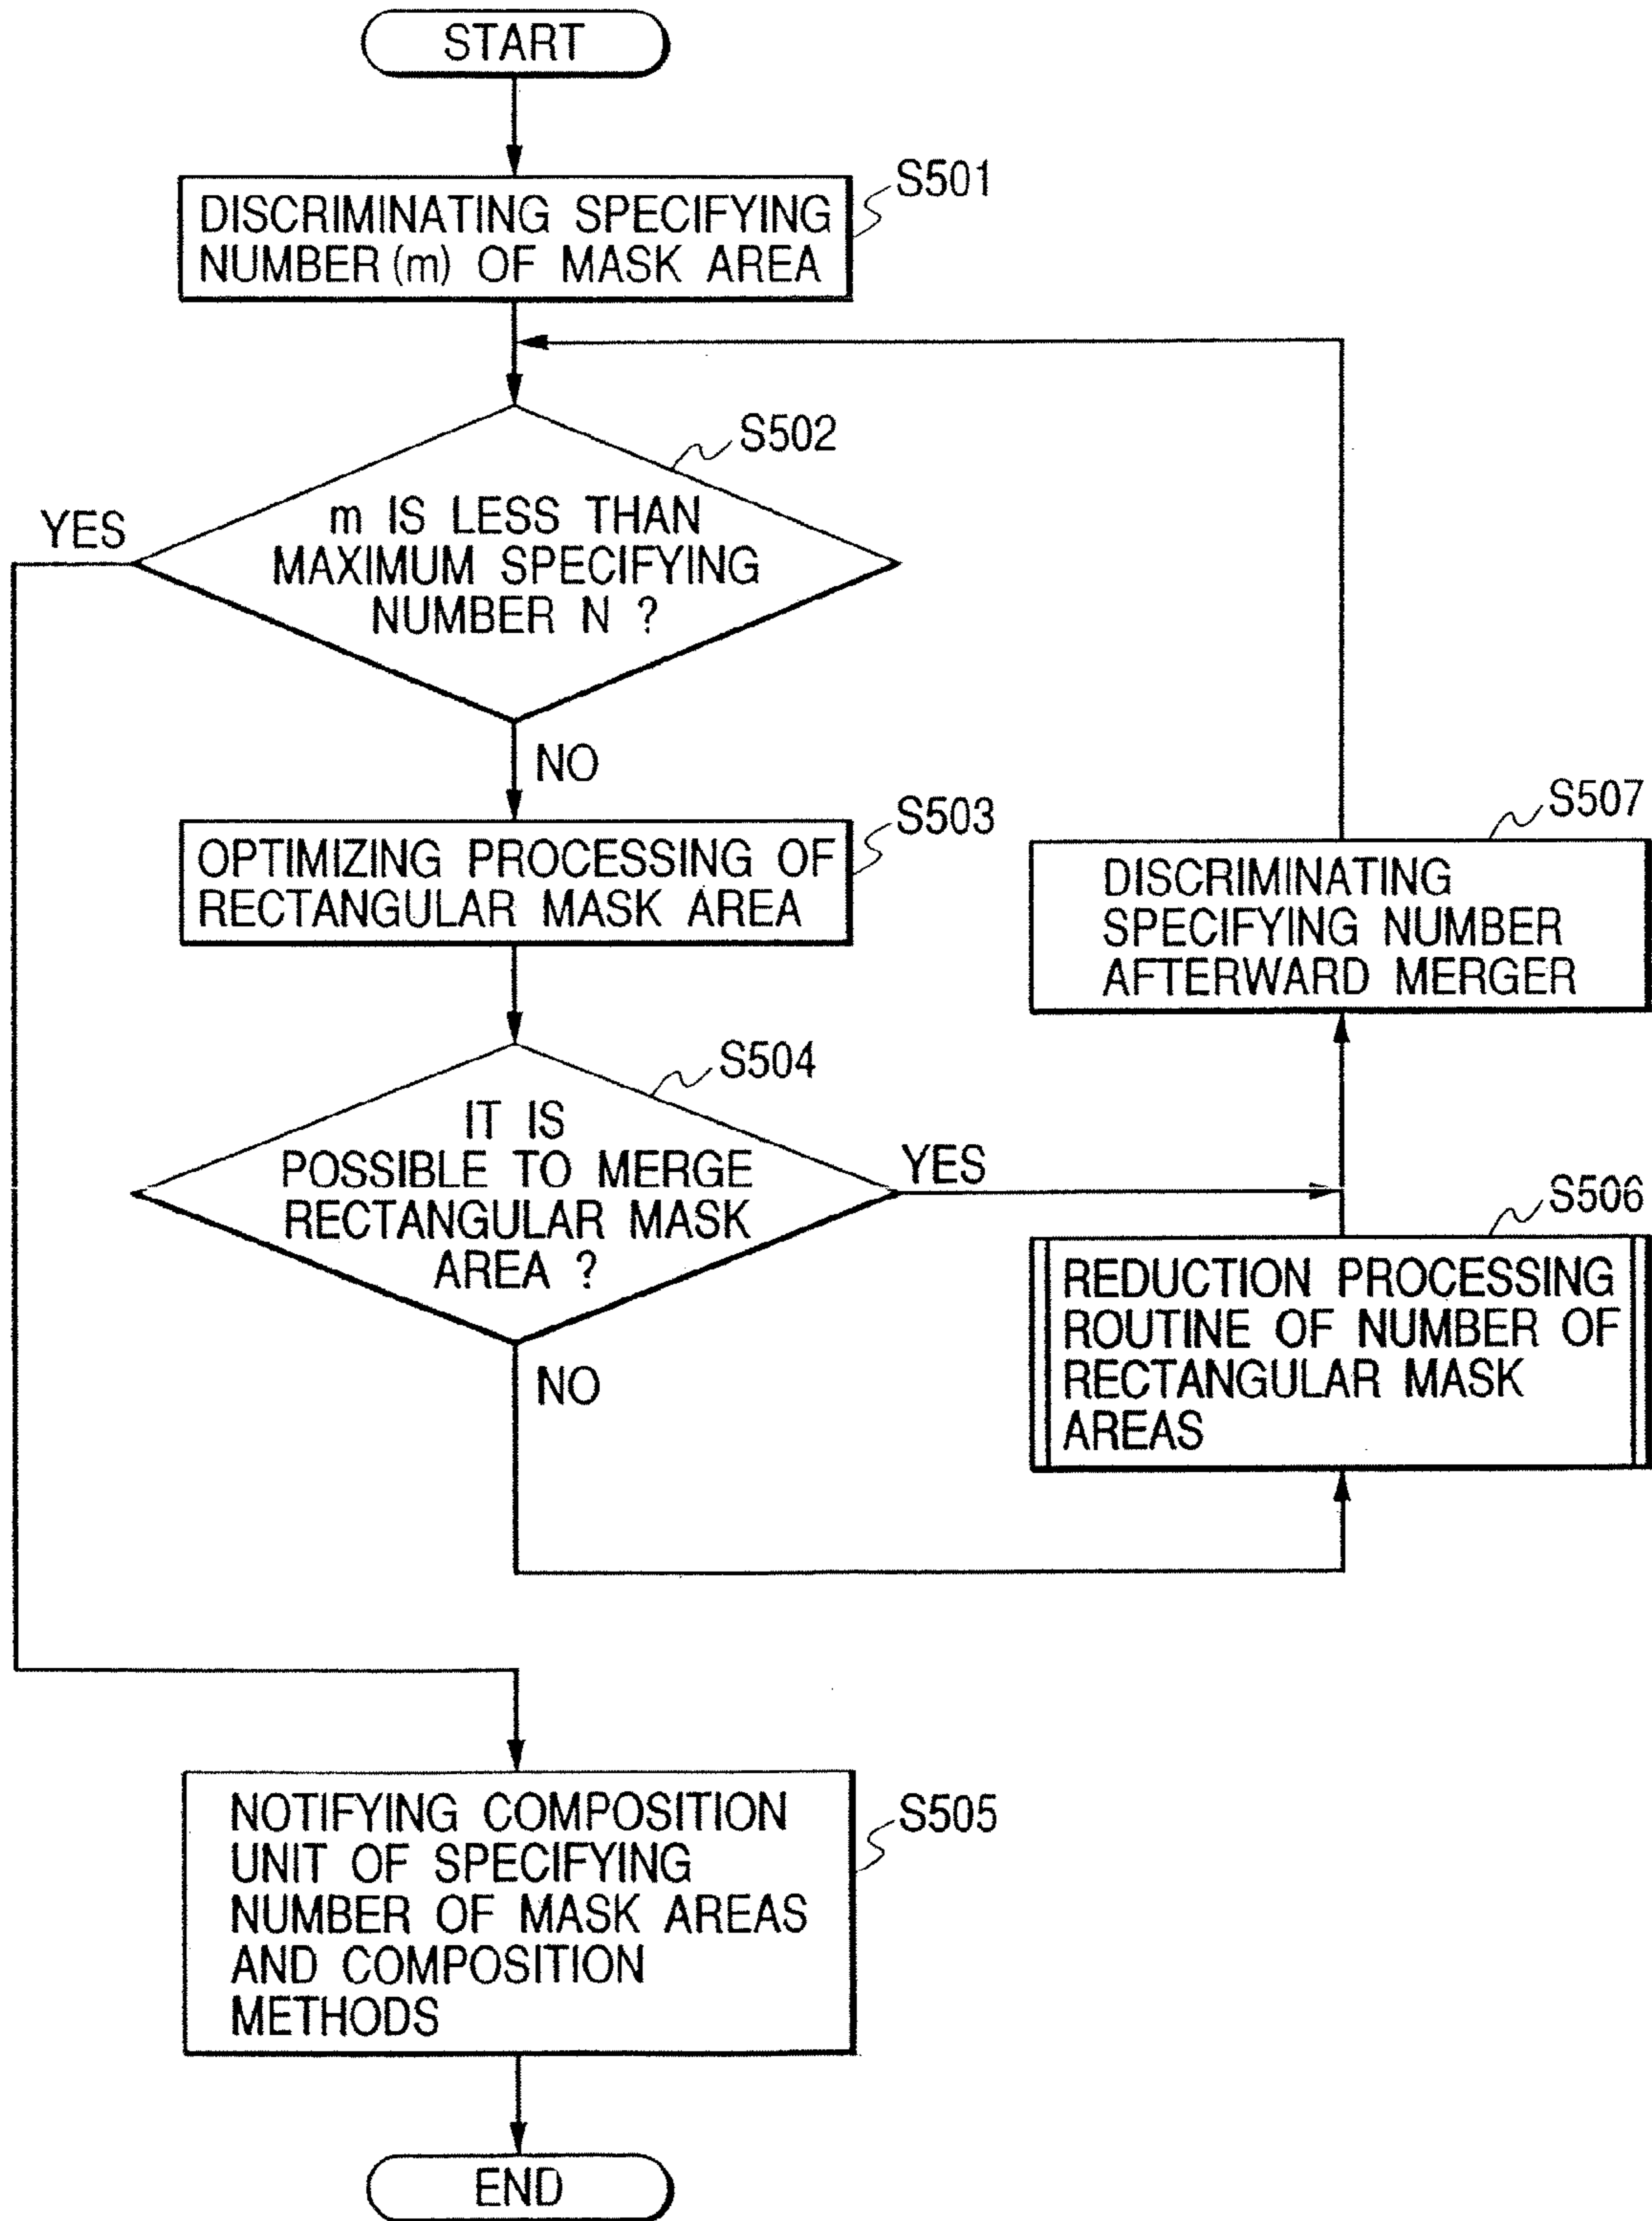 START
S501
DISCRIMINATING SPECIFYING
NUMBER (m) OF MASK AREA
S502
YES
m IS LESS THAN
MAXIMUM SPECIFYING
NUMBER N ?
NO
S503
OPTIMIZING PROCESSING OF
RECTANGULAR MASK AREA
S507
DISCRIMINATING
SPECIFYING NUMBER
AFTERWARD MERGER
S504
IT IS
POSSIBLE TO MERGE
RECTANGULAR MASK
AREA ?
YES
NO
S506
REDUCTION PROCESSING
ROUTINE OF NUMBER OF
RECTANGULAR MASK
AREAS
S505
NOTIFYING COMPOSITION
UNIT OF SPECIFYING
NUMBER OF MASK AREAS
AND COMPOSITION
METHODS
END